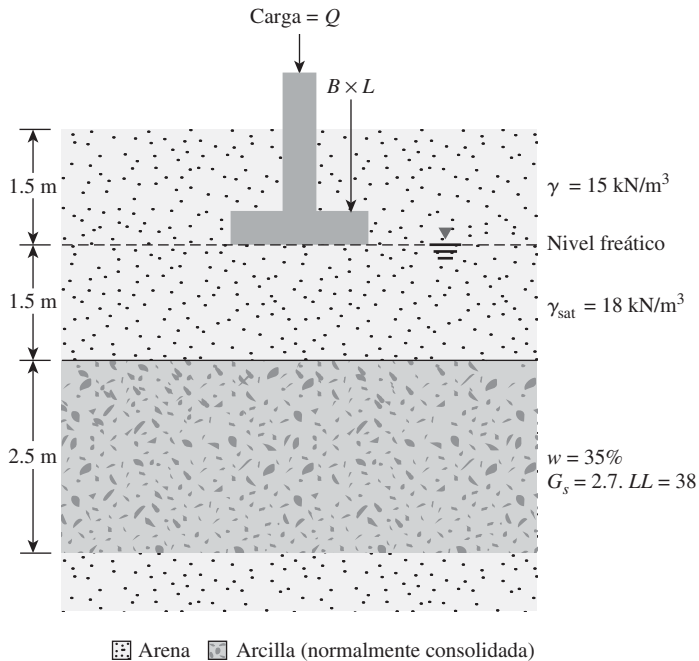 Carga = Q
B × L
1.5 m
γ = 15 kN/m³
Nivel freático
1.5 m
γsat = 18 kN/m³
2.5 m
w = 35%
Gs = 2.7. LL = 38
Arena
Arcilla (normalmente consolidada)